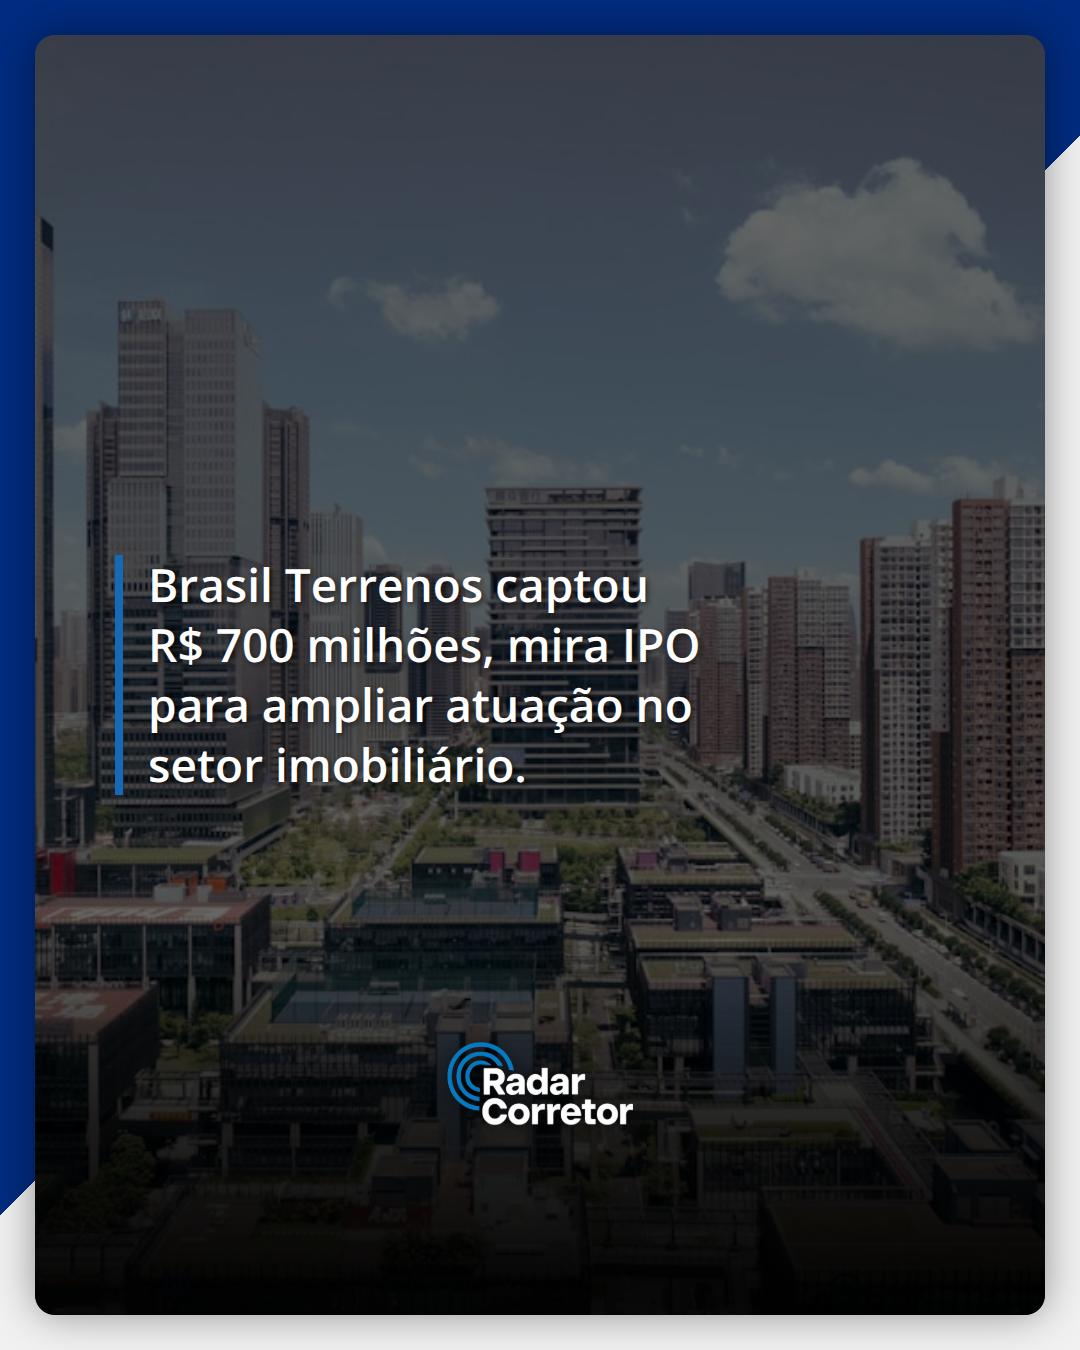 Brasil Terrenos captou
R$ 700 milhões, mira IPO
para ampliar atuação no
setor imobiliário.
Radar
Corretor